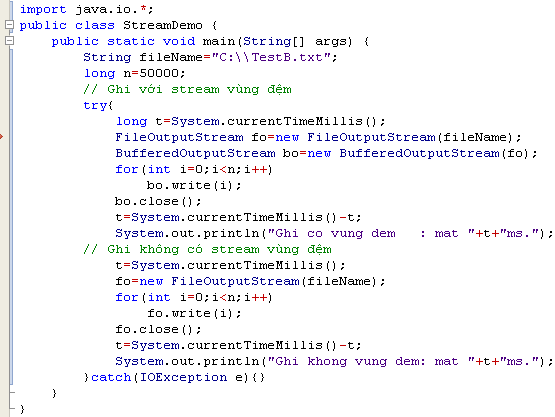 import java.io.*;
public class StreamDemo {
    public static void main(String[] args) {
        String fileName="C:\\TestB.txt";
        long n=50000;
        // Ghi với stream vùng đệm
        try{
            long t=System.currentTimeMillis();
            FileOutputStream fo=new FileOutputStream(fileName);
            BufferedOutputStream bo=new BufferedOutputStream(fo);
            for(int i=0;i<n;i++)
                bo.write(i);
            bo.close();
            t=System.currentTimeMillis()-t;
            System.out.println("Ghi co vung dem   : mat "+t+"ms.");
        // Ghi không có stream vùng đệm
            t=System.currentTimeMillis();
            fo=new FileOutputStream(fileName);
            for(int i=0;i<n;i++)
                fo.write(i);
            fo.close();
            t=System.currentTimeMillis()-t;
            System.out.println("Ghi khong vung dem: mat "+t+"ms.");
        }catch(IOException e){}
    }
}